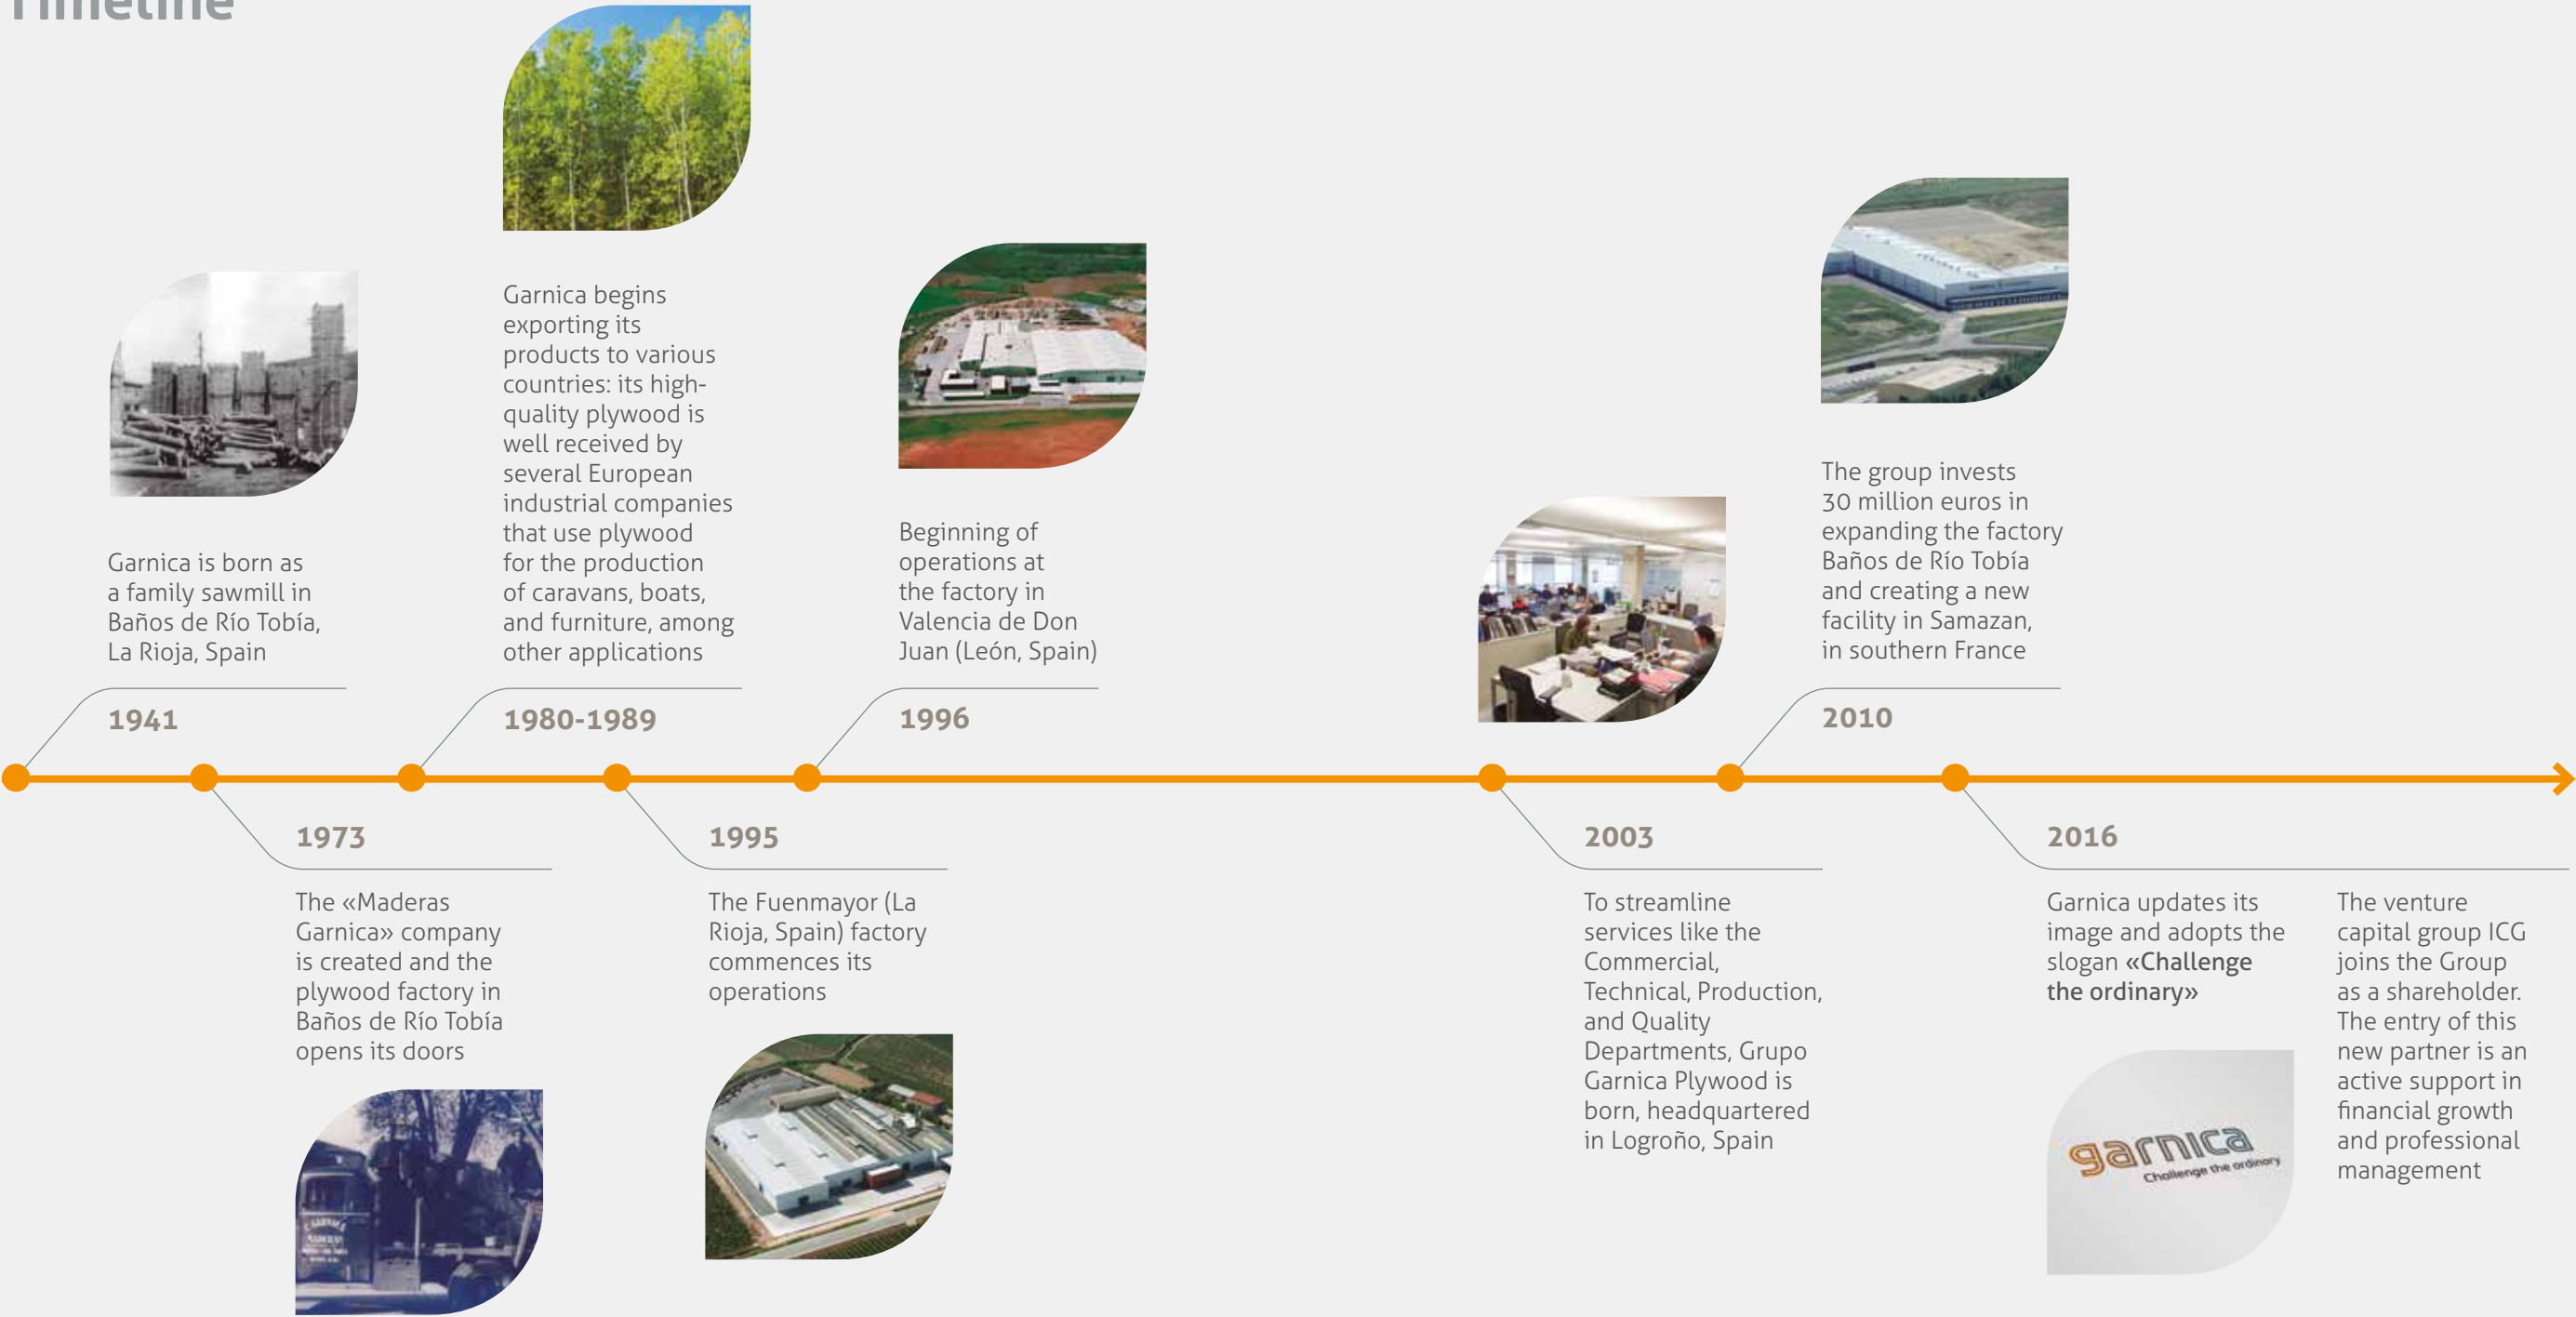 Timeline
Garnica is born as
a family sawmill in
Baños de Río Tobía,
La Rioja, Spain
1941
1973
The «Maderas
Garnica» company
is created and the
plywood factory in
Baños de Río Tobía
opens its doors
Garnica begins
exporting its
products to various
countries: its high-
quality plywood is
well received by
several European
industrial companies
that use plywood
for the production
of caravans, boats,
and furniture, among
other applications
1980-1989
1995
The Fuenmayor (La
Rioja, Spain) factory
commences its
operations
Beginning of
operations at
the factory in
Valencia de Don
Juan (León, Spain)
1996
2003
To streamline
services like the
Commercial,
Technical, Production,
and Quality
Departments, Grupo
Garnica Plywood is
born, headquartered
in Logroño, Spain
The group invests
30 million euros in
expanding the factory
Baños de Río Tobía
and creating a new
facility in Samazan,
in southern France
2010
2016
Garnica updates its
image and adopts the
slogan «Challenge
the ordinary»
garnica
Challenge the ordinary
The venture
capital group ICG
joins the Group
as a shareholder.
The entry of this
new partner is an
active support in
financial growth
and professional
management